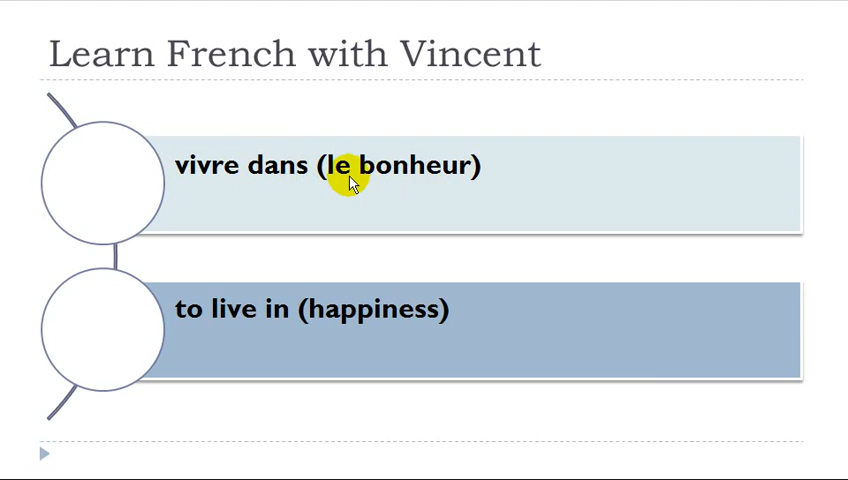 Learn French with Vincent
vivre dans (le bonheur)
to live in (happiness)